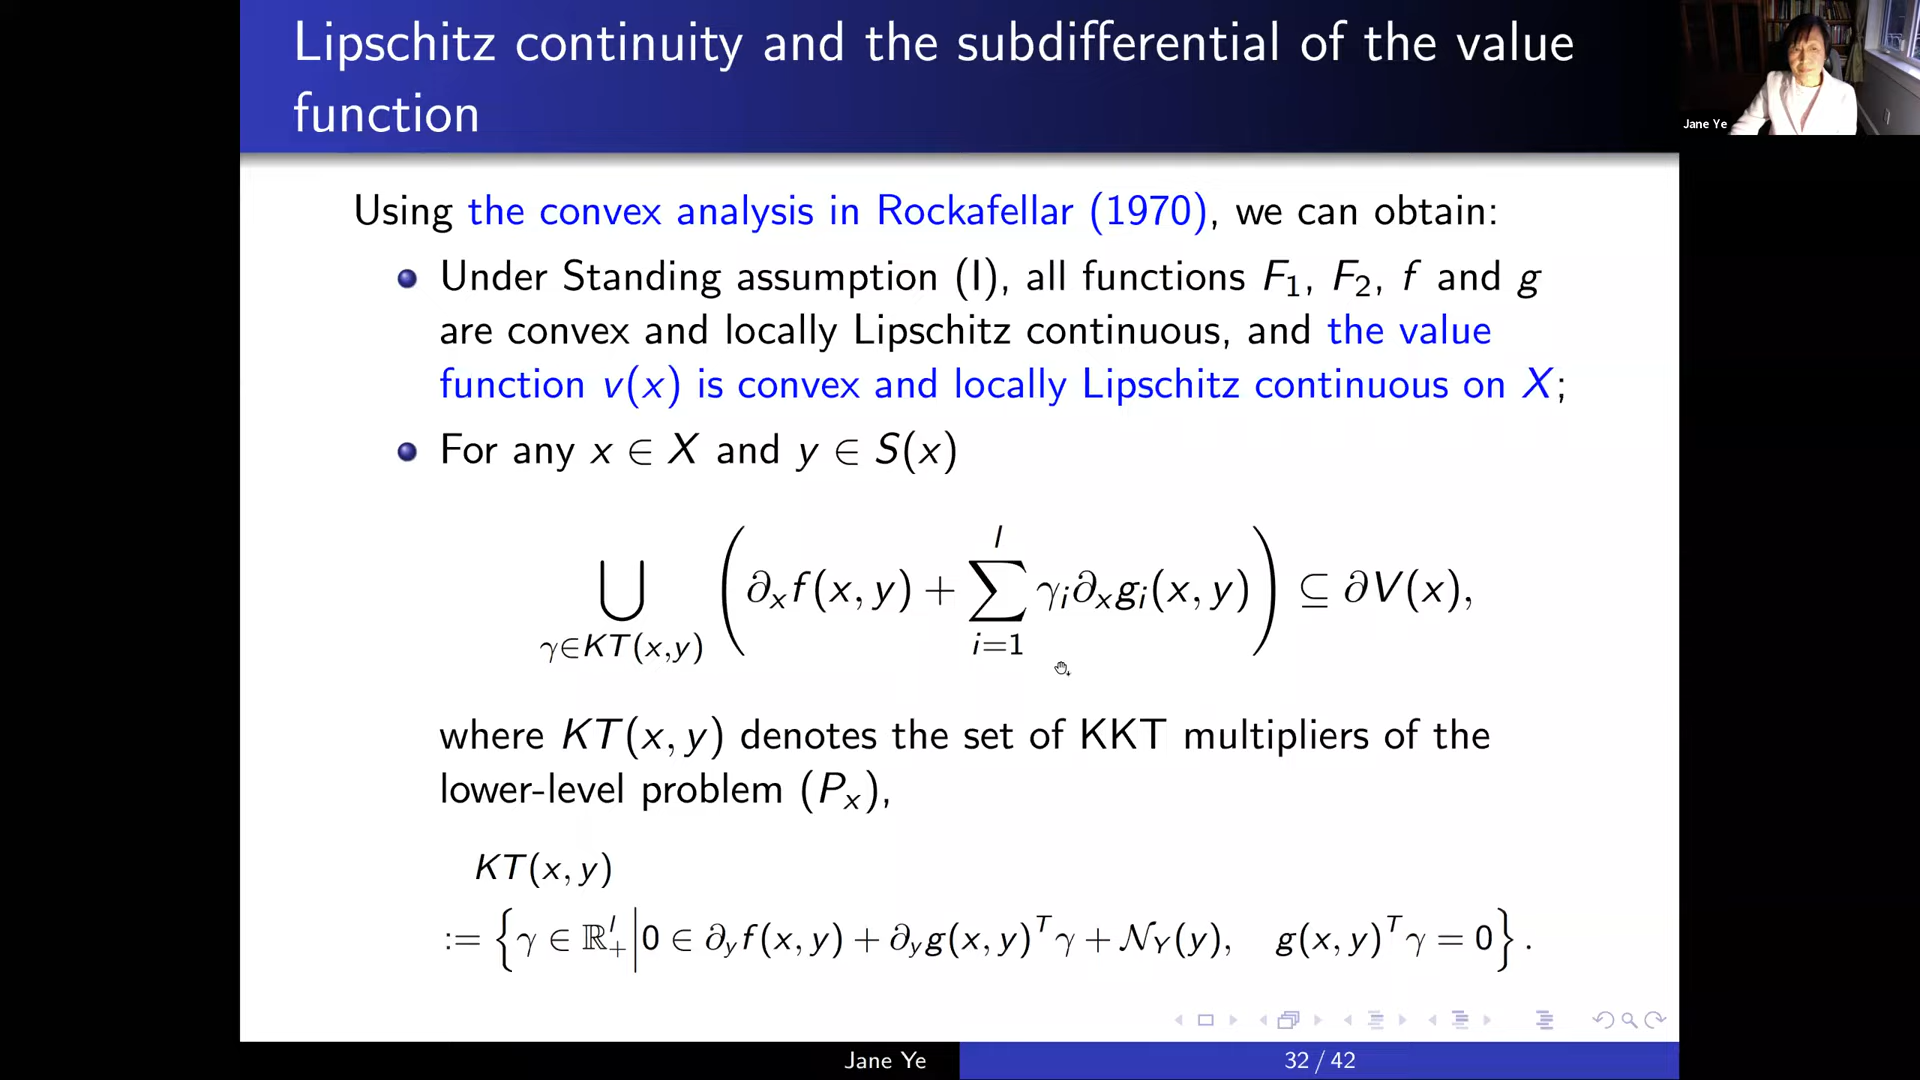 Lipschitz continuity and the subdifferential of the value
function
Jane Ye
Using the convex analysis in Rockafellar (1970), we can obtain:
Under Standing assumption (I), all functions F₁, F₂, f and g
are convex and locally Lipschitz continuous, and the value
function v(x) is convex and locally Lipschitz continuous on X;
For any x ∈ X and y ∈ S(x)
⋃_{γ∈KT(x,y)} ( ∂ₓf(x, y) + ∑_{i=1}^{l} γᵢ∂ₓgᵢ(x, y) ) ⊆ ∂V(x),
where KT(x, y) denotes the set of KKT multipliers of the
lower-level problem (Pₓ),
KT(x, y)
:= { γ ∈ ℝ₊ˡ | 0 ∈ ∂_y f(x, y) + ∂_y g(x, y)ᵀγ + 𝒩_Y(y), g(x, y)ᵀγ = 0 } .
Jane Ye
32 / 42